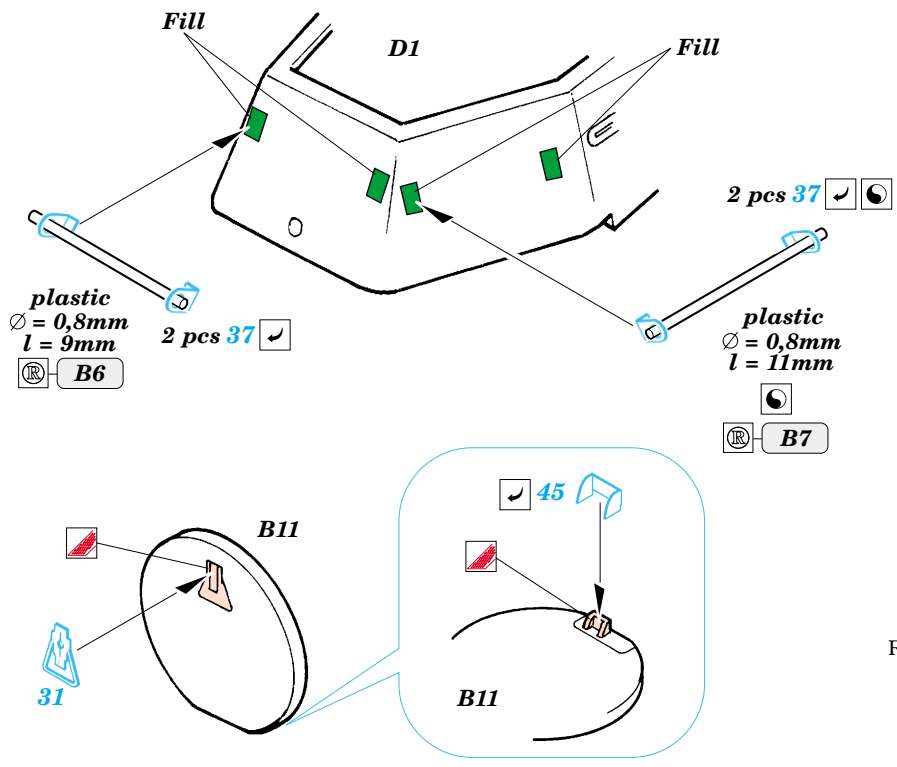 Fill
D1
Fill
2 pcs 37
plastic
∅ = 0,8mm
l = 9mm
® B6
2 pcs 37
plastic
∅ = 0,8mm
l = 11mm
® B7
45
B11
31
B11
R